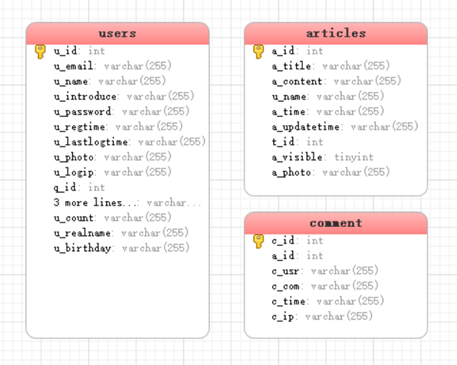 users
u_id: int
u_email: varchar(255)
u_name: varchar(255)
u_introduce: varchar(255)
u_password: varchar(255)
u_regtime: varchar(255)
u_lastlogtime: varchar(255)
u_photo: varchar(255)
u_logip: varchar(255)
q_id: int
3 more lines...: varchar...
u_count: varchar(255)
u_realname: varchar(255)
u_birthday: varchar(255)
articles
a_id: int
a_title: varchar(255)
a_content: varchar(255)
u_name: varchar(255)
a_time: varchar(255)
a_updatetime: varchar(255)
t_id: int
a_visible: tinyint
a_photo: varchar(255)
comment
c_id: int
a_id: int
c_usr: varchar(255)
c_com: varchar(255)
c_time: varchar(255)
c_ip: varchar(255)